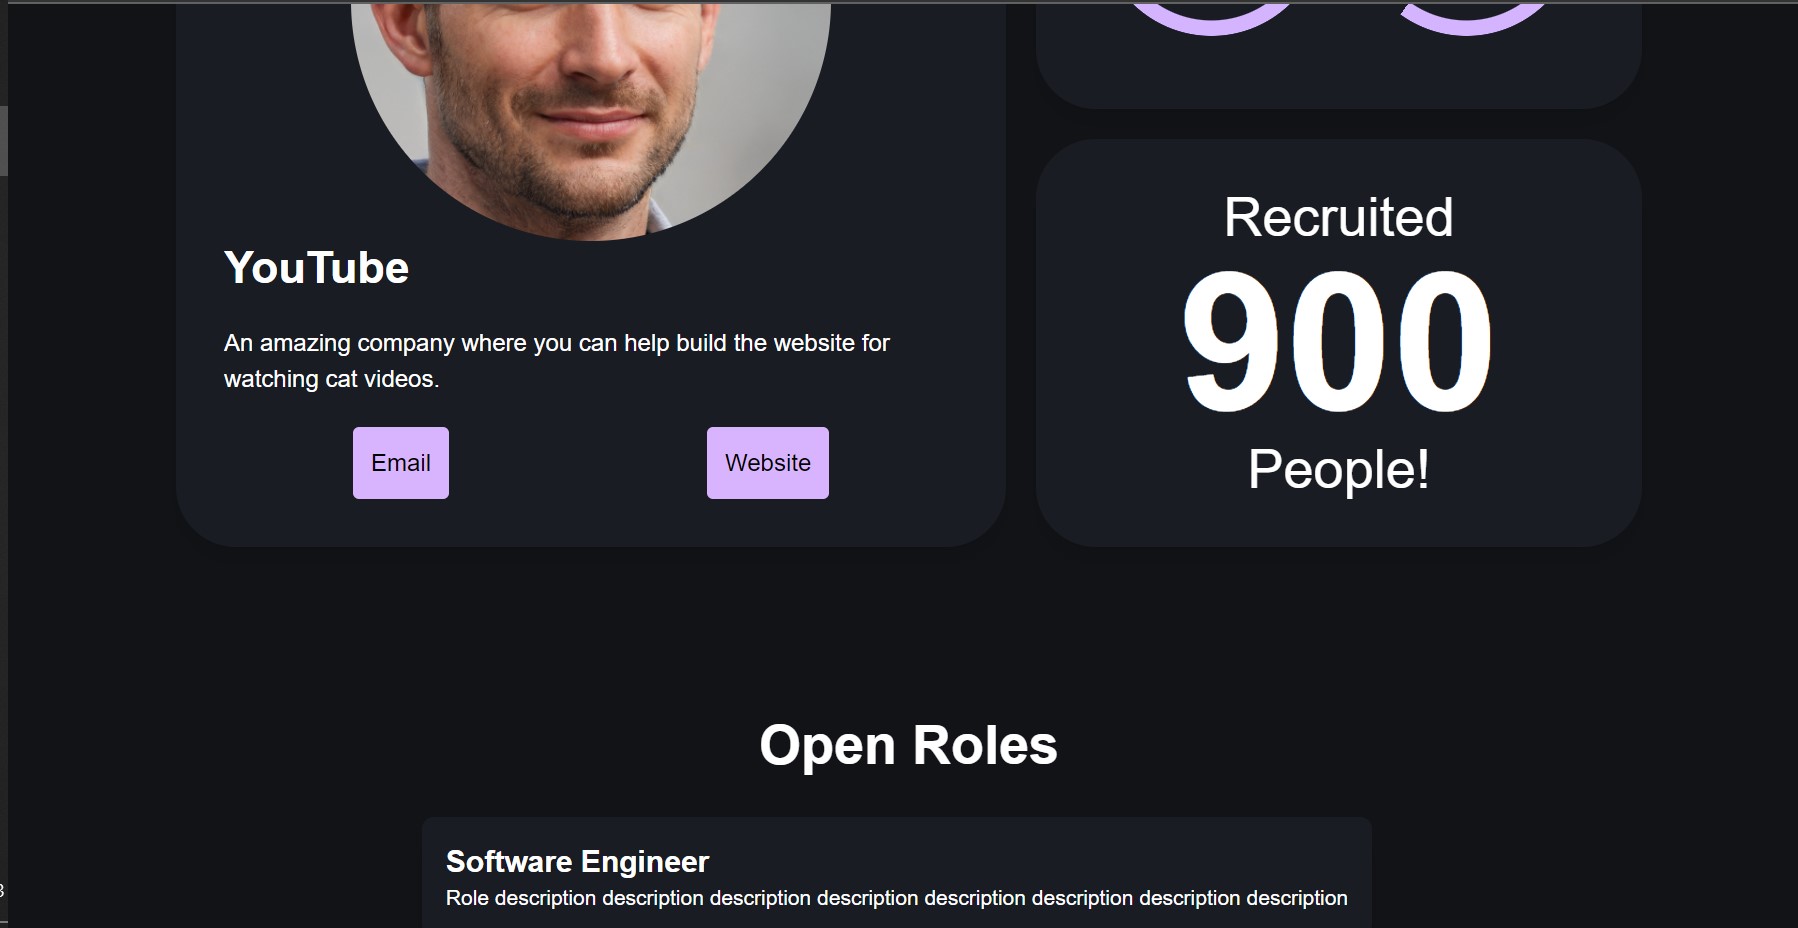 YouTube
An amazing company where you can help build the website for
watching cat videos.
Email
Website
Recruited
900
People!
Open Roles
Software Engineer
Role description description description description description description description description
3